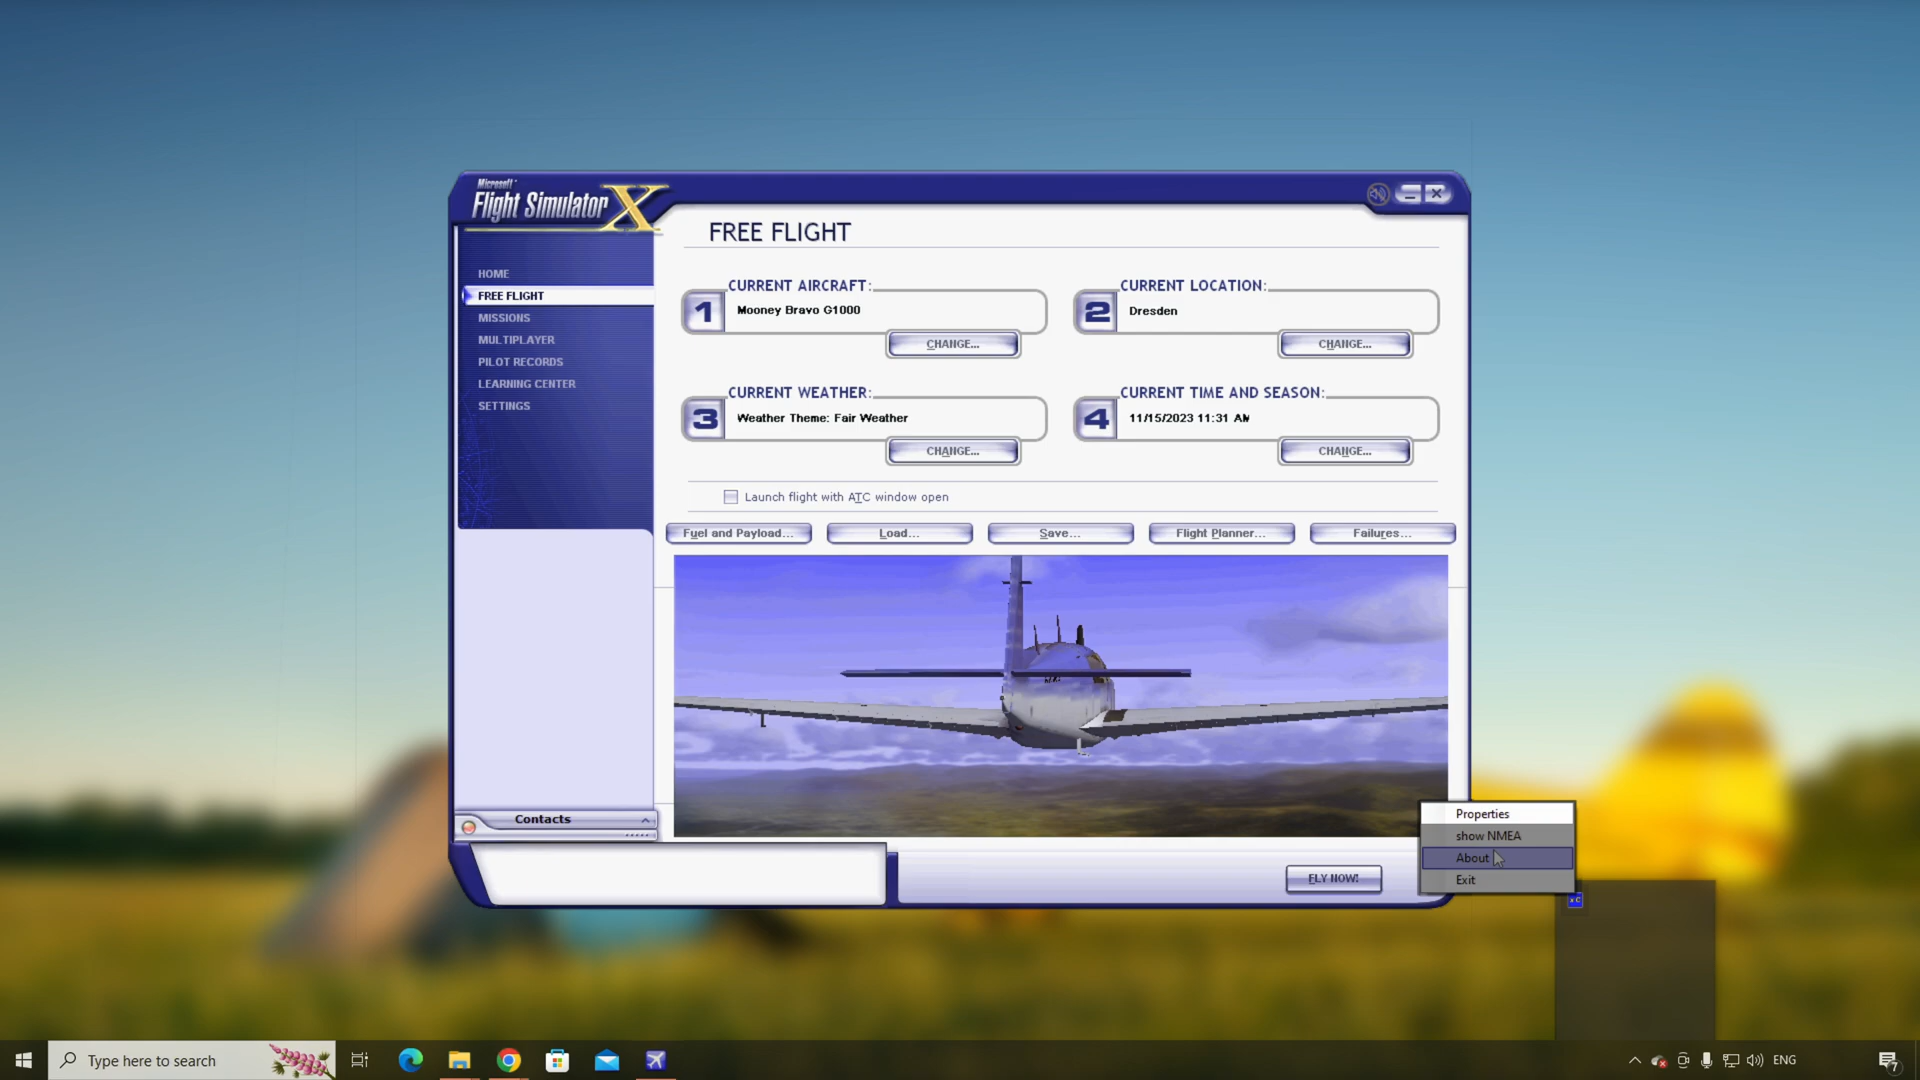 Microsoft
Flight Simulator X
FREE FLIGHT
HOME
FREE FLIGHT
MISSIONS
MULTIPLAYER
PILOT RECORDS
LEARNING CENTER
SETTINGS
CURRENT AIRCRAFT:
1 Mooney Bravo G1000
CHANGE...
CURRENT LOCATION:
2 Dresden
CHANGE...
CURRENT WEATHER:
3 Weather Theme: Fair Weather
CHANGE...
CURRENT TIME AND SEASON:
4 11/15/2023 11:31 AM
CHANGE...
Launch flight with ATC window open
Fuel and Payload... Load... Save... Flight Planner... Failures...
Contacts
FLY NOW!
Properties
show NMEA
About
Exit
Type here to search
ENG
7